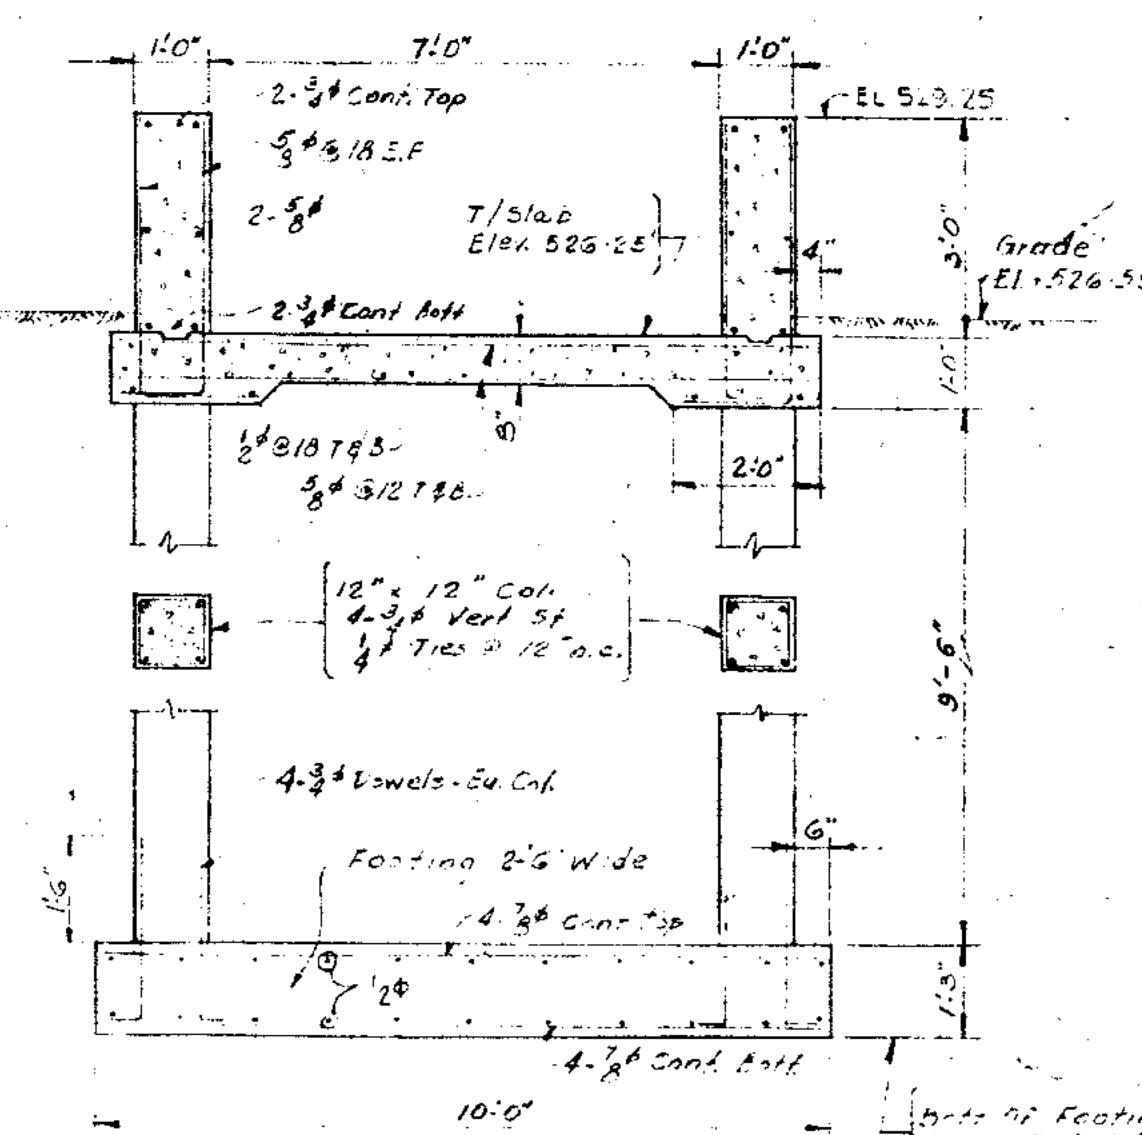 1'-0"
7'-0"
1'-0"
2-3/4ϕ Cont. Top
EL 529.25
5/8ϕ @ 18 E.F
2-5/8ϕ
T/Slab
Elev. 526.25
4"
3'-0"
Grade
2-3/4ϕ Cont Bott
1'-0"
8"
1/2ϕ @18 T&B
2'-0"
5/8ϕ @12 T&B
12" x 12" Col.
4-3/4ϕ Vert St
1/4ϕ Ties @ 12" o.c.
9'-6"
4-3/4ϕ Dowels-Ea. Col.
6"
Footing 2'-6" Wide
1'-6"
4-7/8ϕ Cont Top
1/2ϕ
1'-3"
4-7/8ϕ Cont. Bott
10'-0"
Bott of Footin